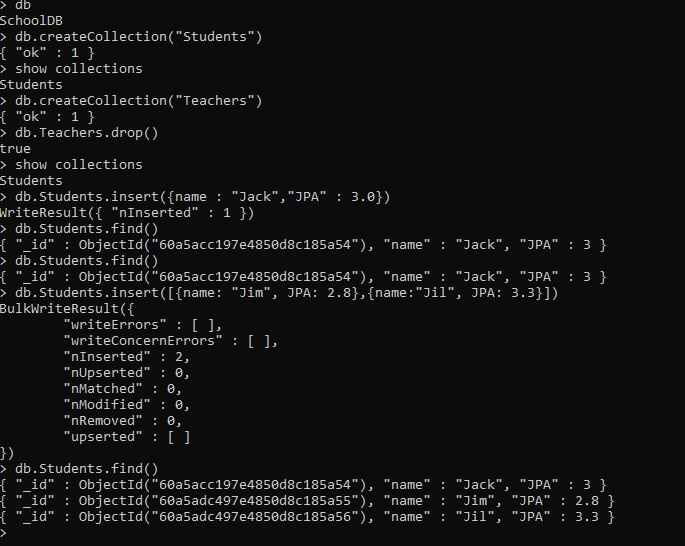 > db
SchoolDB
> db.createCollection("Students")
{ "ok" : 1 }
> show collections
Students
> db.createCollection("Teachers")
{ "ok" : 1 }
> db.Teachers.drop()
true
> show collections
Students
> db.Students.insert({name : "Jack","JPA" : 3.0})
WriteResult({ "nInserted" : 1 })
> db.Students.find()
{ "_id" : ObjectId("60a5acc197e4850d8c185a54"), "name" : "Jack", "JPA" : 3 }
> db.Students.find()
{ "_id" : ObjectId("60a5acc197e4850d8c185a54"), "name" : "Jack", "JPA" : 3 }
> db.Students.insert([{name: "Jim", JPA: 2.8},{name:"Jil", JPA: 3.3}])
BulkWriteResult({
        "writeErrors" : [ ],
        "writeConcernErrors" : [ ],
        "nInserted" : 2,
        "nUpserted" : 0,
        "nMatched" : 0,
        "nModified" : 0,
        "nRemoved" : 0,
        "upserted" : [ ]
})
> db.Students.find()
{ "_id" : ObjectId("60a5acc197e4850d8c185a54"), "name" : "Jack", "JPA" : 3 }
{ "_id" : ObjectId("60a5adc497e4850d8c185a55"), "name" : "Jim", "JPA" : 2.8 }
{ "_id" : ObjectId("60a5adc497e4850d8c185a56"), "name" : "Jil", "JPA" : 3.3 }
>